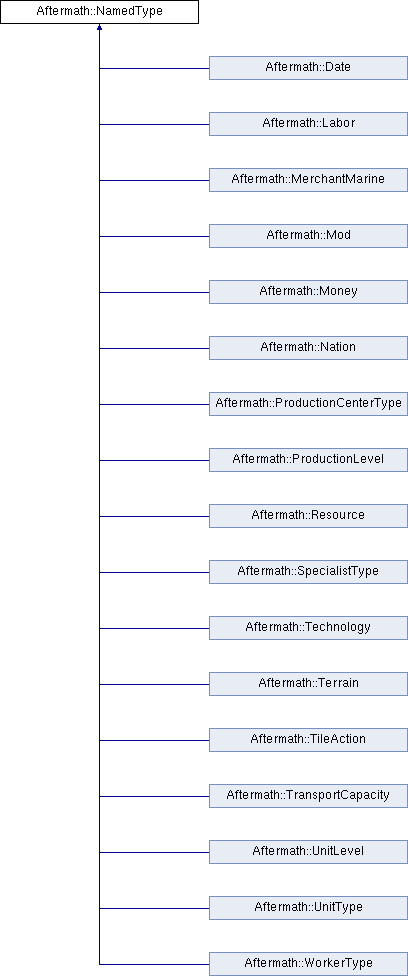 Aftermath::NamedType
Aftermath::Date
Aftermath::Labor
Aftermath::MerchantMarine
Aftermath::Mod
Aftermath::Money
Aftermath::Nation
Aftermath::ProductionCenterType
Aftermath::ProductionLevel
Aftermath::Resource
Aftermath::SpecialistType
Aftermath::Technology
Aftermath::Terrain
Aftermath::TileAction
Aftermath::TransportCapacity
Aftermath::UnitLevel
Aftermath::UnitType
Aftermath::WorkerType